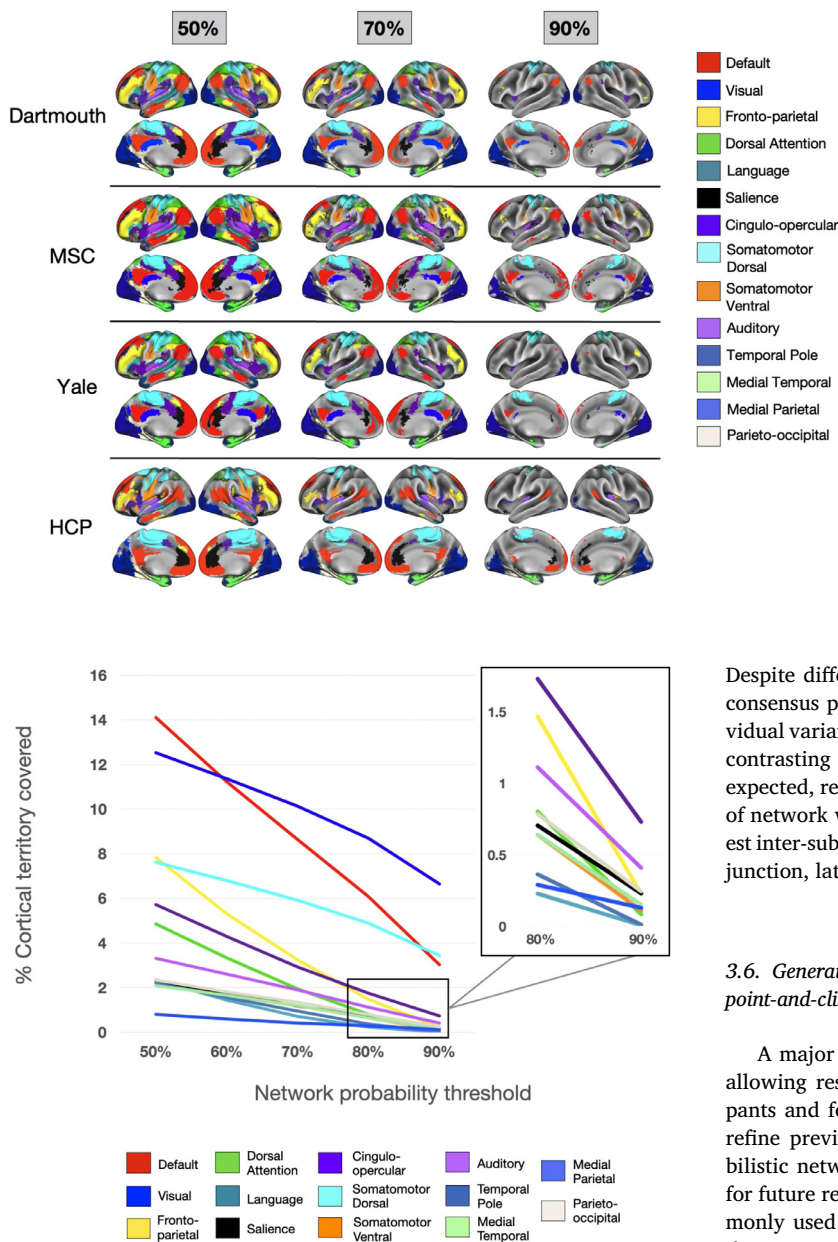 50%
70%
90%
Dartmouth
MSC
Yale
HCP
Default
Visual
Fronto-parietal
Dorsal Attention
Language
Salience
Cingulo-opercular
Somatomotor
Dorsal
Somatomotor
Ventral
Auditory
Temporal Pole
Medial Temporal
Medial Parietal
Parieto-occipital
% Cortical territory covered
16
14
12
10
8
6
4
2
0
50%
60%
70%
80%
90%
Network probability threshold
1.5
1
0.5
0
80%
90%
Default
Visual
Fronto-
parietal
Dorsal
Attention
Language
Salience
Cingulo-
opercular
Somatomotor
Dorsal
Somatomotor
Ventral
Auditory
Temporal
Pole
Medial
Temporal
Medial
Parietal
Parieto-
occipital
Despite diffe
consensus p
vidual varian
contrasting
expected, re
of network v
est inter-sub
junction, lat
3.6. Generat
point-and-cli
A major
allowing res
pants and fo
refine previ
bilistic netw
for future re
monly used